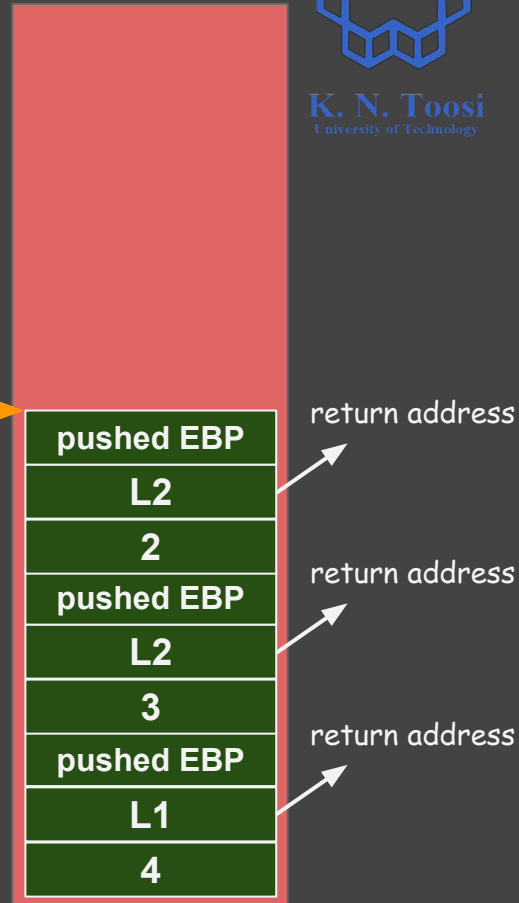 K. N. Toosi
University of Technology
return address
pushed EBP
L2
2
return address
pushed EBP
L2
3
return address
pushed EBP
L1
4